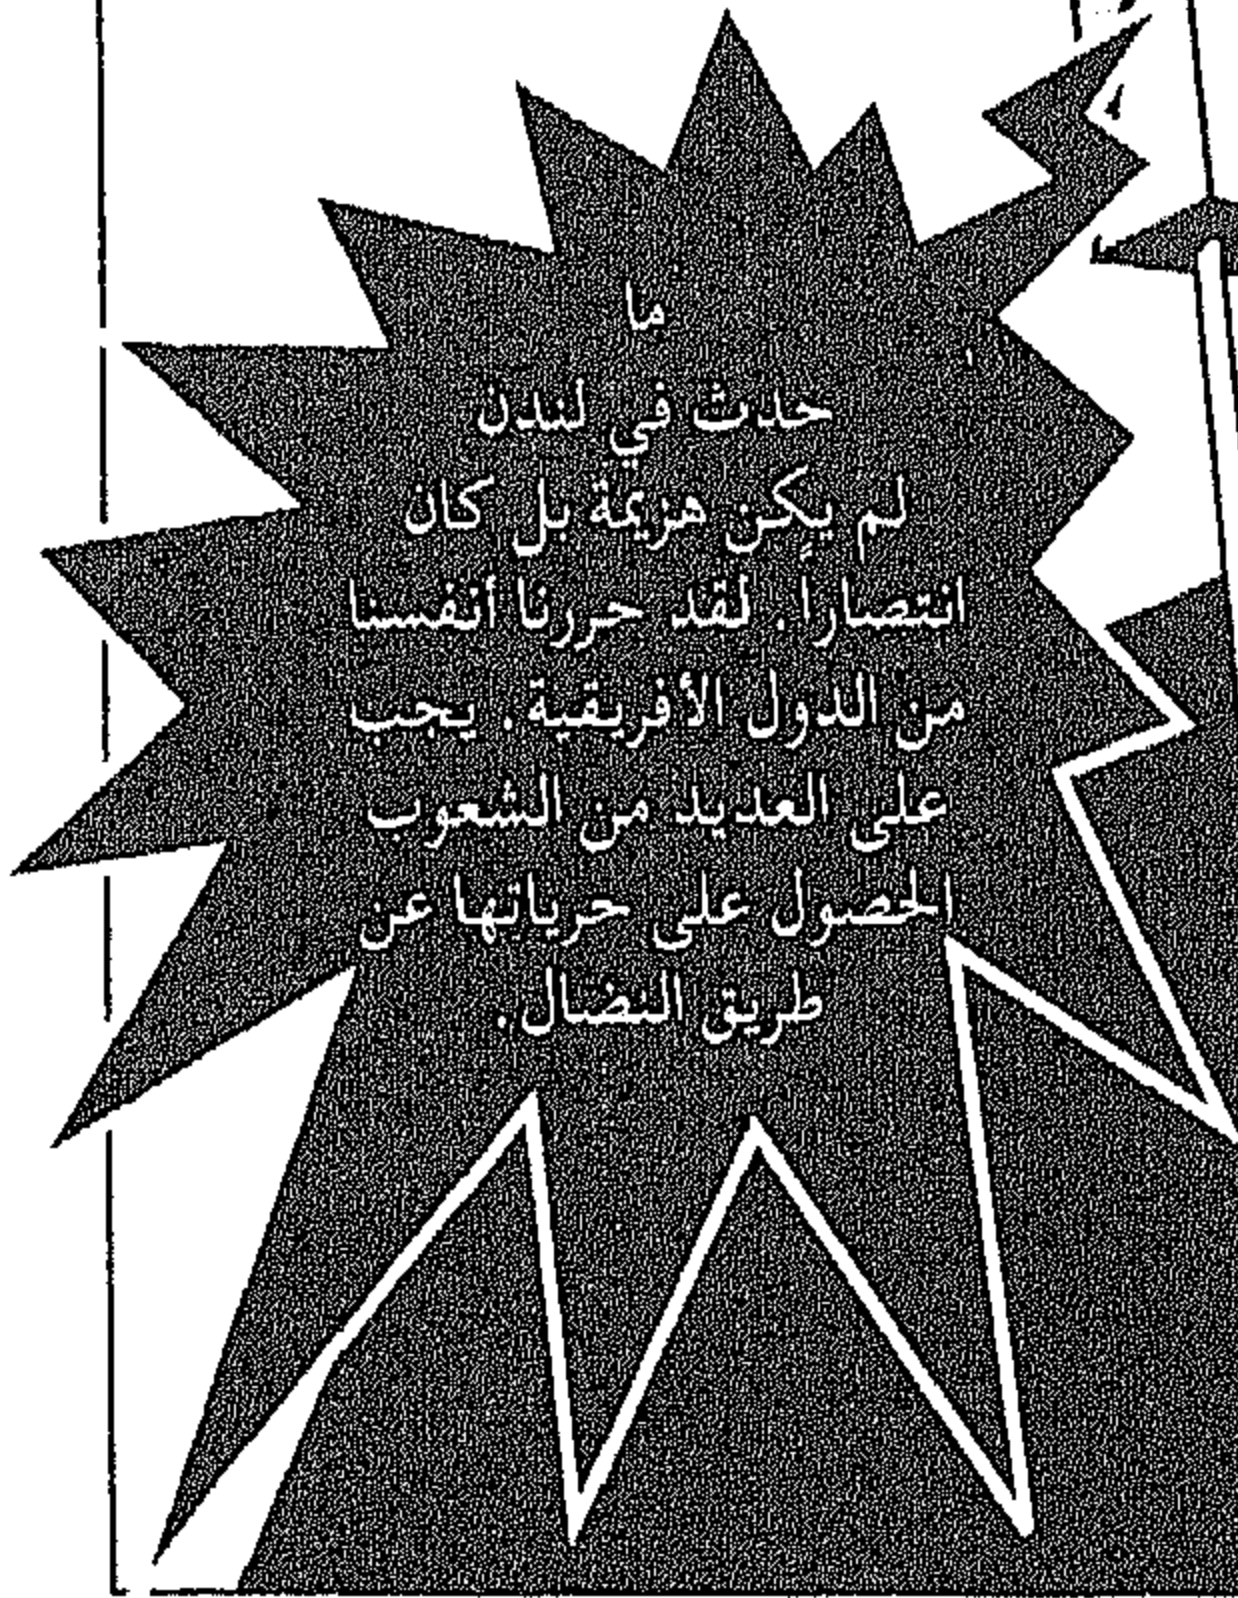 ما
حدث في لندن
لم يكن هزيمة بل كان
انتصاراً. لقد حررنا أنفسنا
من الدول الأفريقية. يجب
على العديد من الشعوب
الحصول على حرياتها عن
طريق النضال.